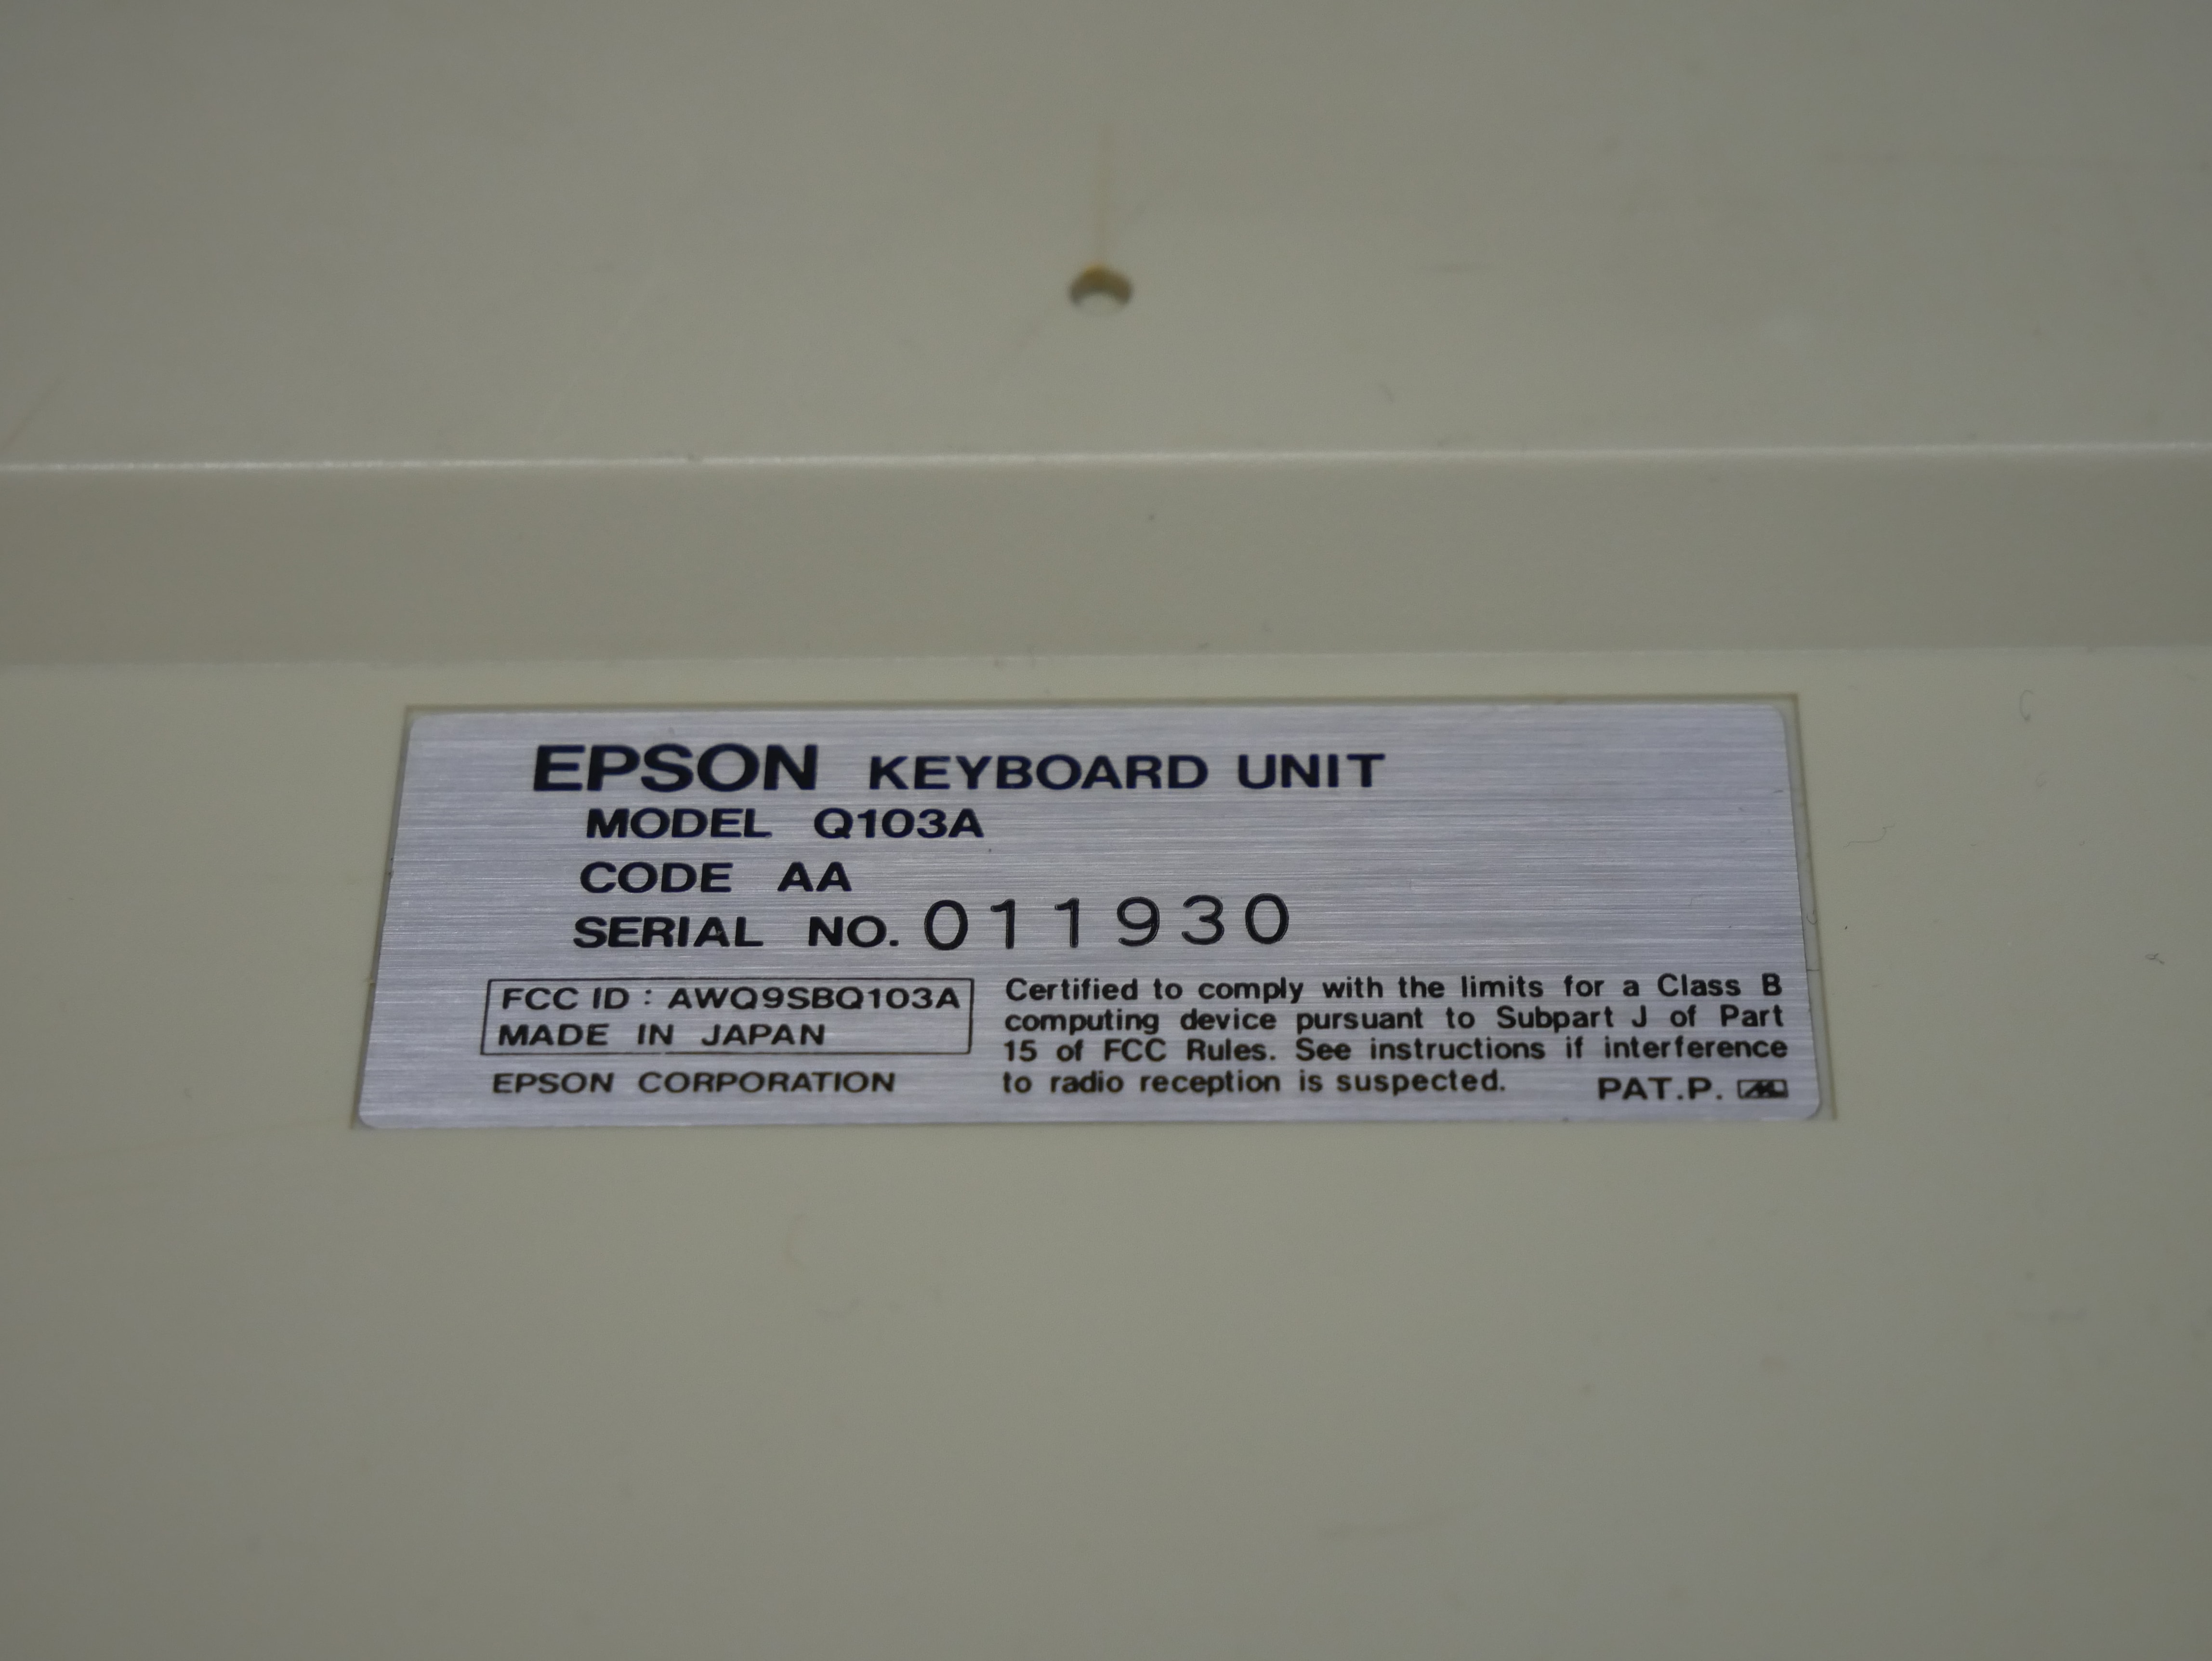 EPSON KEYBOARD UNIT
MODEL Q103A
CODE AA
SERIAL NO. 011930
FCC ID : AWQ9SBQ103A
MADE IN JAPAN
EPSON CORPORATION
Certified to comply with the limits for a Class B
computing device pursuant to Subpart J of Part
15 of FCC Rules. See instructions if interference
to radio reception is suspected.
PAT.P.